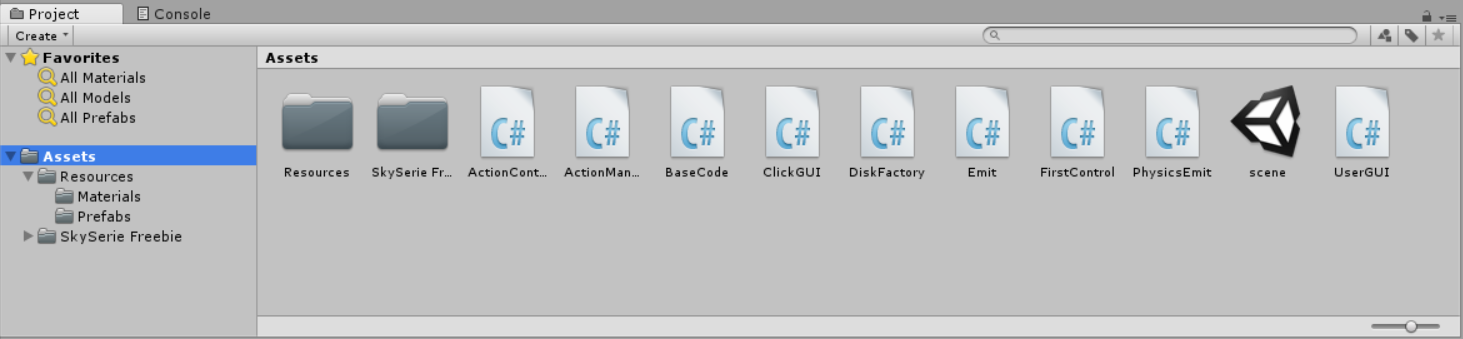 Project
Console
Create
Favorites
All Materials
All Models
All Prefabs
Assets
Resources
Materials
Prefabs
SkySerie Freebie
Assets
C# C# C# C# C# C# C# C#
Resources SkySerie Fr... ActionCont... ActionMan... BaseCode ClickGUI DiskFactory Emit FirstControl PhysicsEmit scene UserGUI